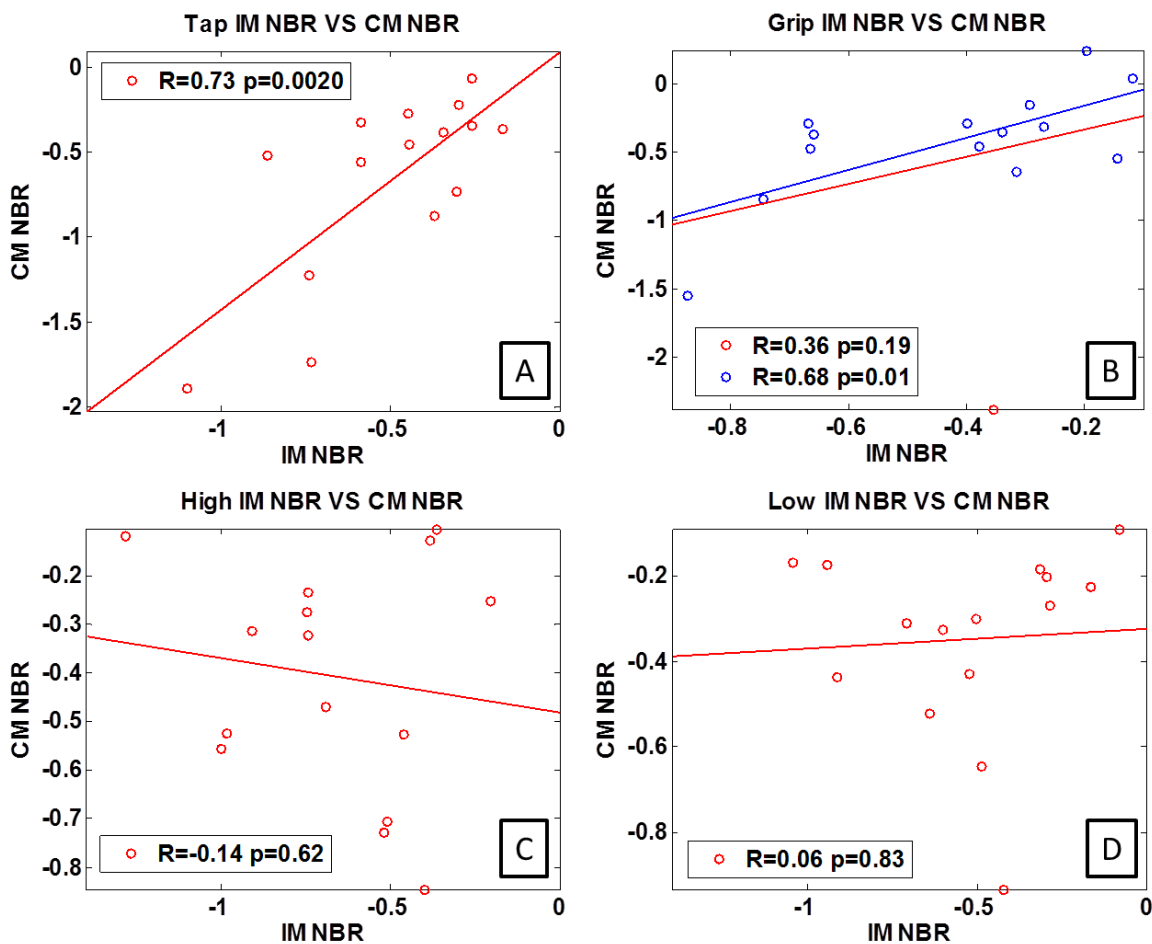 Tap IM NBR VS CM NBR
R=0.73 p=0.0020
0
-0.5
-1
-1.5
-2
CM NBR
-1
-0.5
0
IM NBR
A
Grip IM NBR VS CM NBR
0
-0.5
-1
-1.5
-2
CM NBR
R=0.36 p=0.19
R=0.68 p=0.01
-0.8
-0.6
-0.4
-0.2
IM NBR
B
High IM NBR VS CM NBR
-0.2
-0.3
-0.4
-0.5
-0.6
-0.7
-0.8
CM NBR
R=-0.14 p=0.62
-1
-0.5
0
IM NBR
C
Low IM NBR VS CM NBR
-0.2
-0.4
-0.6
-0.8
CM NBR
R=0.06 p=0.83
-1
-0.5
0
IM NBR
D